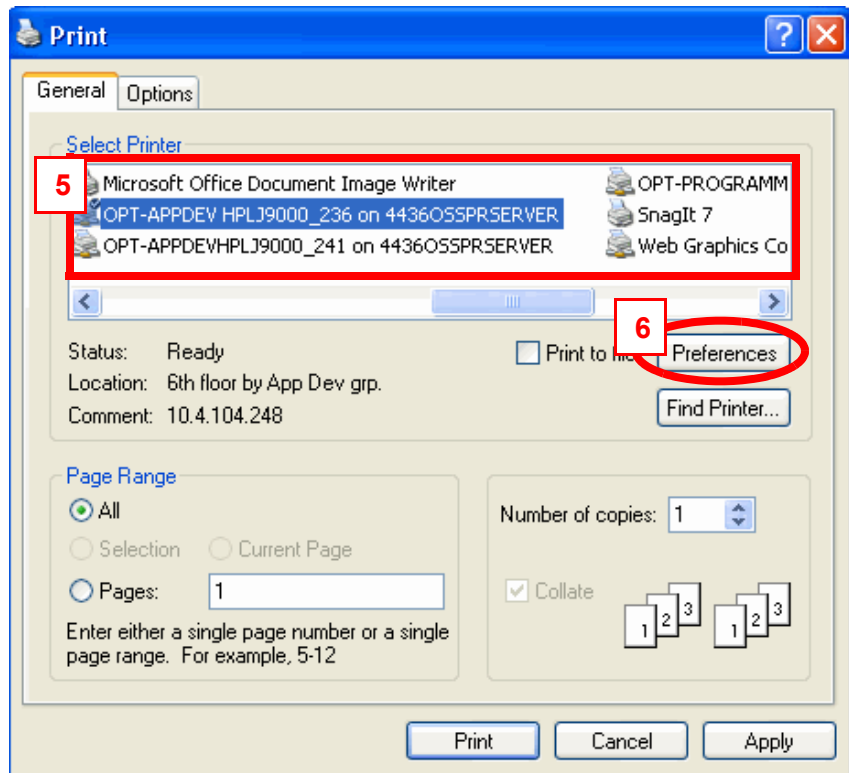 Print
General Options
Select Printer
5
Microsoft Office Document Image Writer OPT-PROGRAMM
OPT-APPDEV HPLJ9000_236 on 4436OSSPRSERVER SnagIt 7
OPT-APPDEVHPLJ9000_241 on 4436OSSPRSERVER Web Graphics Co
6
Status: Ready Print to Preferences
Location: 6th floor by App Dev grp.
Comment: 10.4.104.248 Find Printer...
Page Range
All Number of copies: 1
Selection Current Page
Pages: 1 Collate
Enter either a single page number or a single
page range. For example, 5-12
1 2 3 1 2 3
Print Cancel Apply